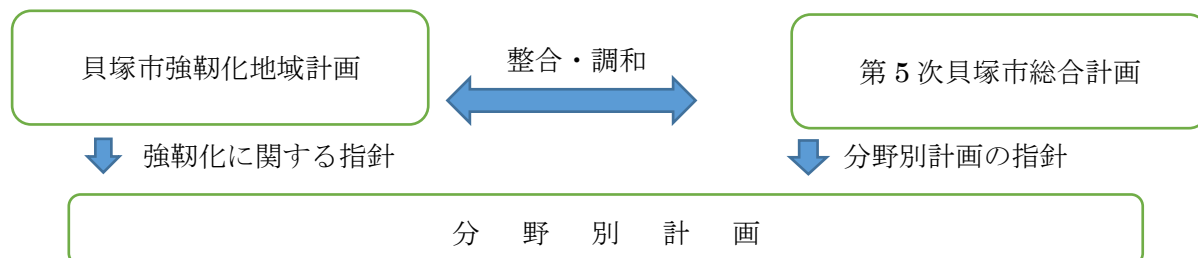 貝塚市強靭化地域計画
整合・調和
第 5 次貝塚市総合計画
強靭化に関する指針
分野別計画の指針
分 野 別 計 画